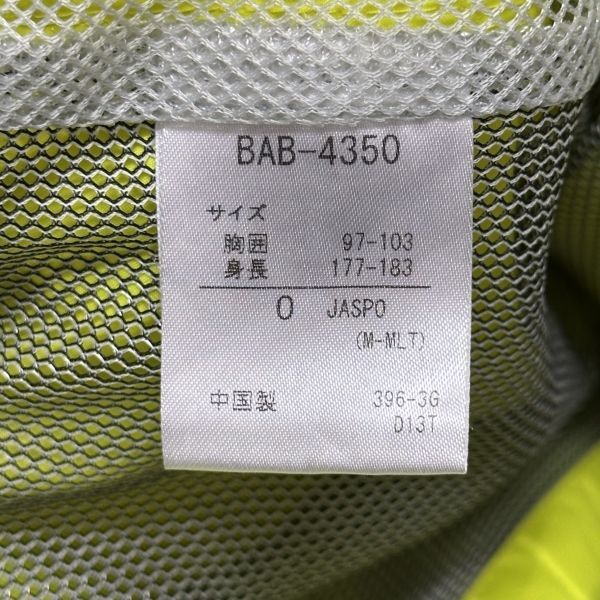 BAB-4350
サイズ
胸囲 97-103
身長 177-183
O JASPO
(M-MLT)
中国製 396-3G
D13T